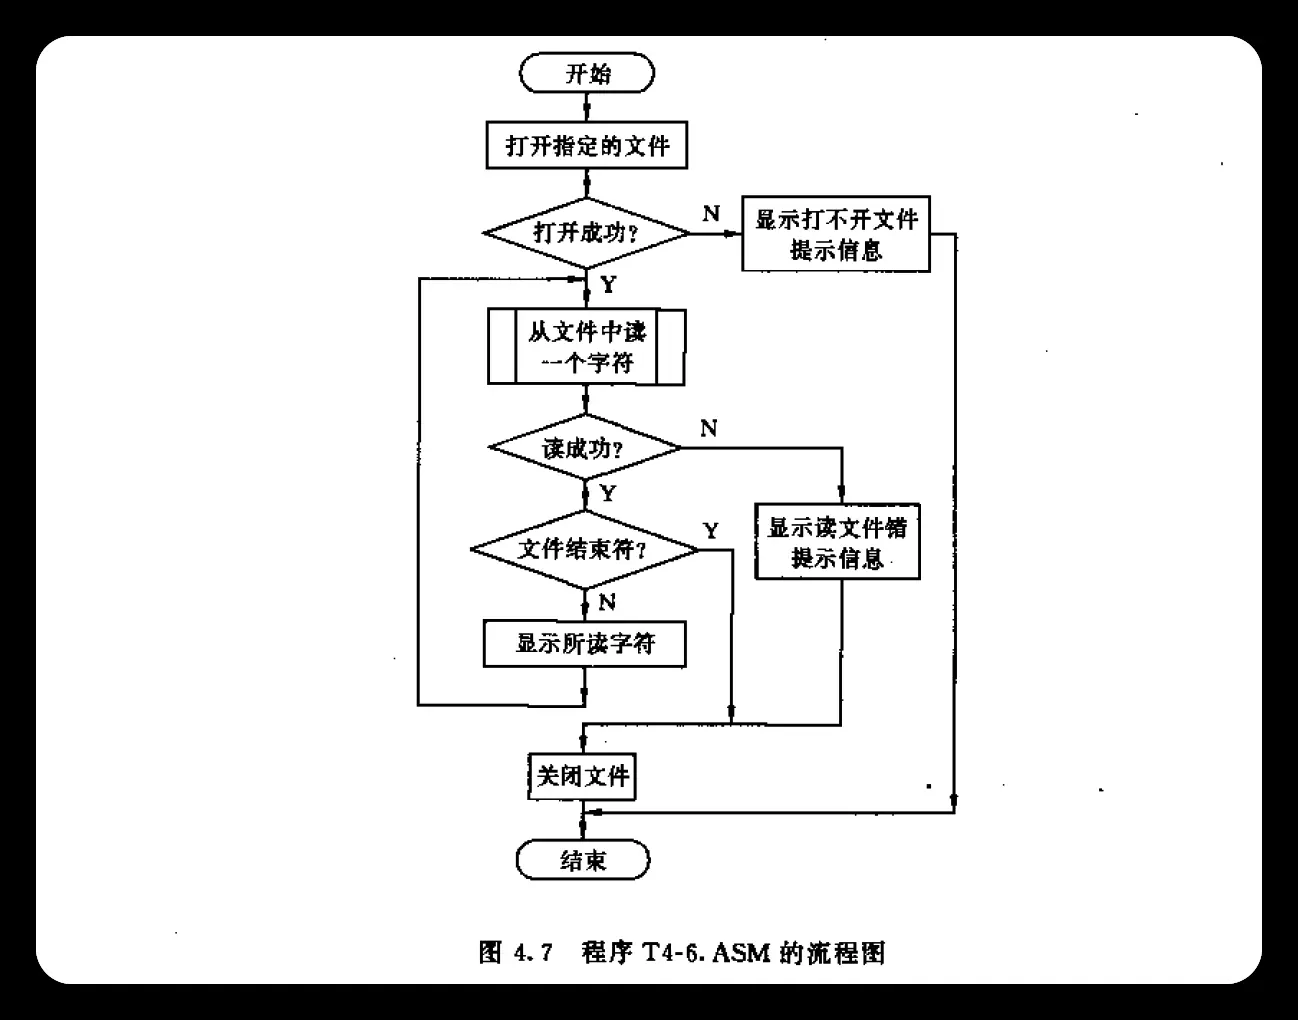 开始
打开指定的文件
打开成功?
N
显示打不开文件
提示信息
Y
从文件中读
一个字符
读成功?
N
Y
显示读文件错
提示信息
文件结束符?
Y
N
显示所读字符
关闭文件
结束
图 4.7 程序 T4-6.ASM 的流程图